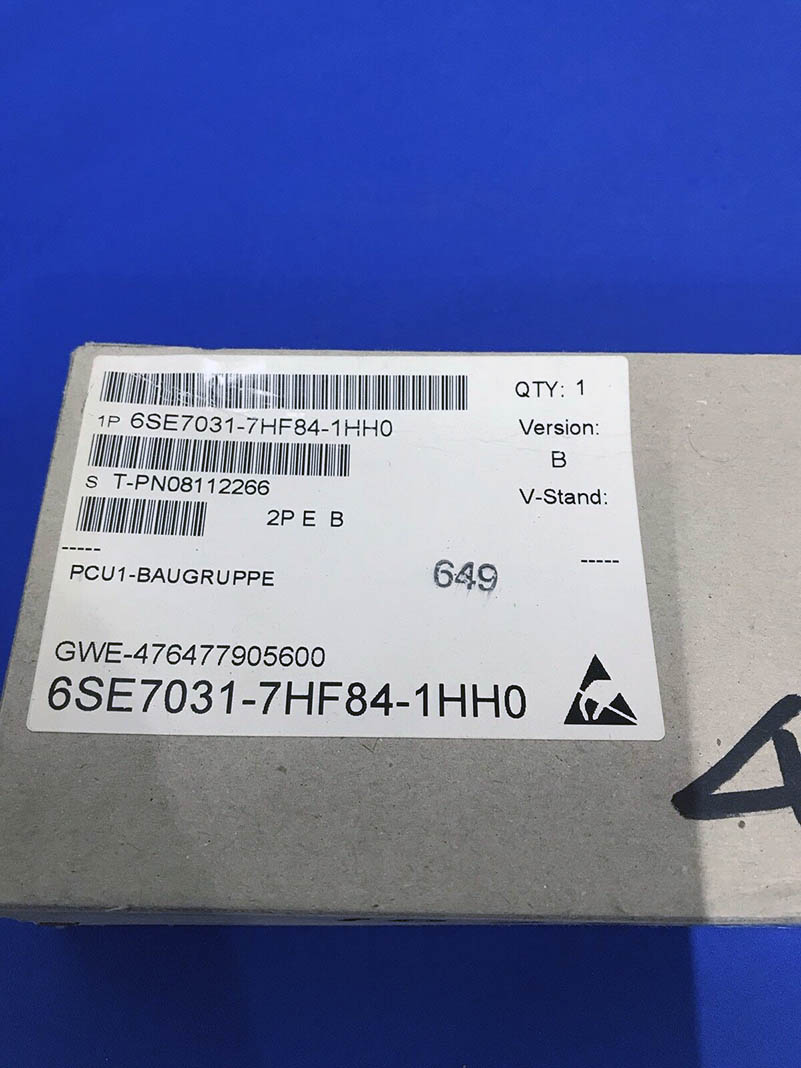 QTY: 1
1P 6SE7031-7HF84-1HH0
Version:
B
S T-PN08112266
V-Stand:
2P E B
-----
-----
PCU1-BAUGRUPPE
649
GWE-476477905600
6SE7031-7HF84-1HH0
4